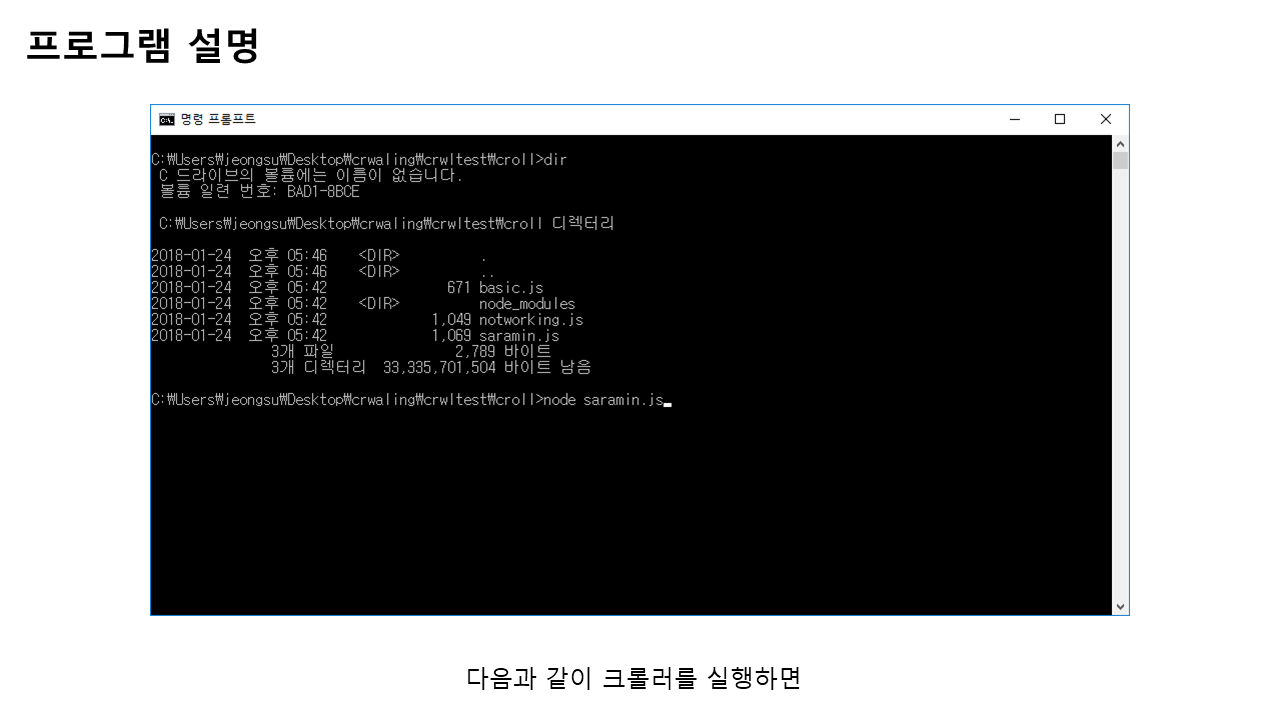 프로그램 설명
명령 프롬프트
C:₩Users₩jeongsu₩Desktop₩crwaling₩crwltest₩croll>dir
C 드라이브의 볼륨에는 이름이 없습니다.
볼륨 일련 번호: BAD1-8BCE
C:₩Users₩jeongsu₩Desktop₩crwaling₩crwltest₩croll 디렉터리
2018-01-24 오후 05:46 <DIR> .
2018-01-24 오후 05:46 <DIR> ..
2018-01-24 오후 05:42 671 basic.js
2018-01-24 오후 05:42 <DIR> node_modules
2018-01-24 오후 05:42 1,049 notworking.js
2018-01-24 오후 05:42 1,069 saramin.js
3개 파일 2,789 바이트
3개 디렉터리 33,335,701,504 바이트 남음
C:₩Users₩jeongsu₩Desktop₩crwaling₩crwltest₩croll>node saramin.js
다음과 같이 크롤러를 실행하면